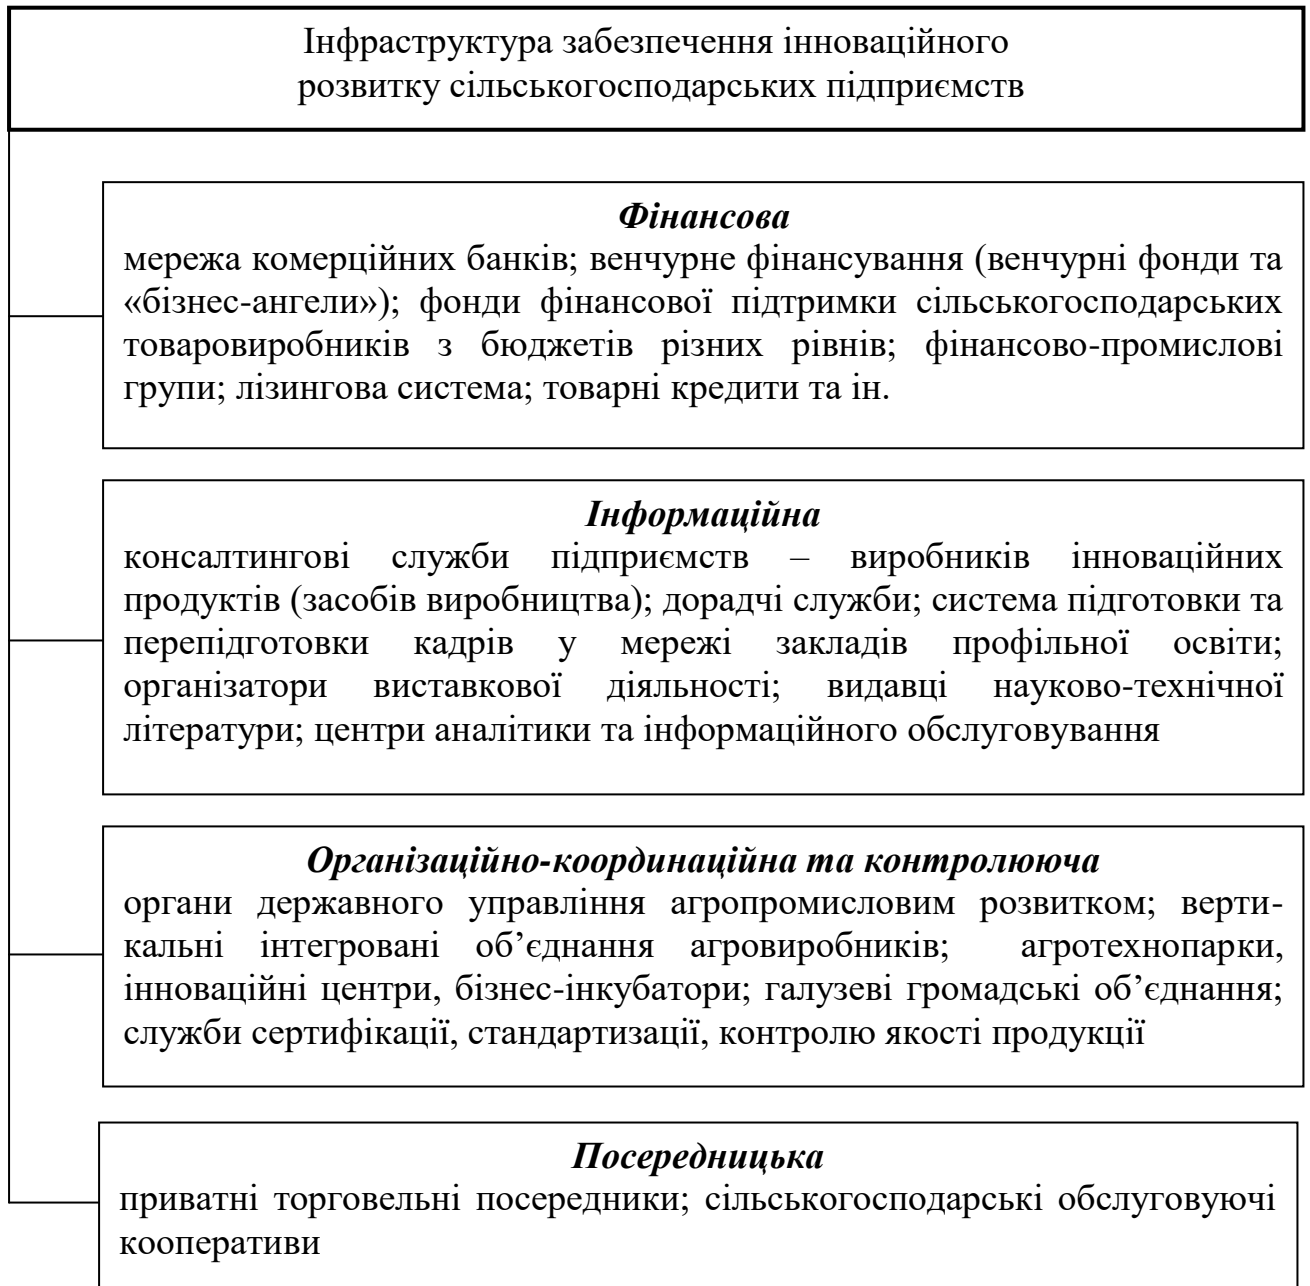 Інфраструктура забезпечення інноваційного
розвитку сільськогосподарських підприємств
Фінансова
мережа комерційних банків; венчурне фінансування (венчурні фонди та
«бізнес-ангели»); фонди фінансової підтримки сільськогосподарських
товаровиробників з бюджетів різних рівнів; фінансово-промислові
групи; лізингова система; товарні кредити та ін.
Інформаційна
консалтингові служби підприємств – виробників інноваційних
продуктів (засобів виробництва); дорадчі служби; система підготовки та
перепідготовки кадрів у мережі закладів профільної освіти;
організатори виставкової діяльності; видавці науково-технічної
літератури; центри аналітики та інформаційного обслуговування
Організаційно-координаційна та контролююча
органи державного управління агропромисловим розвитком; верти-
кальні інтегровані об’єднання агровиробників; агротехнопарки,
інноваційні центри, бізнес-інкубатори; галузеві громадські об’єднання;
служби сертифікації, стандартизації, контролю якості продукції
Посередницька
приватні торговельні посередники; сільськогосподарські обслуговуючі
кооперативи